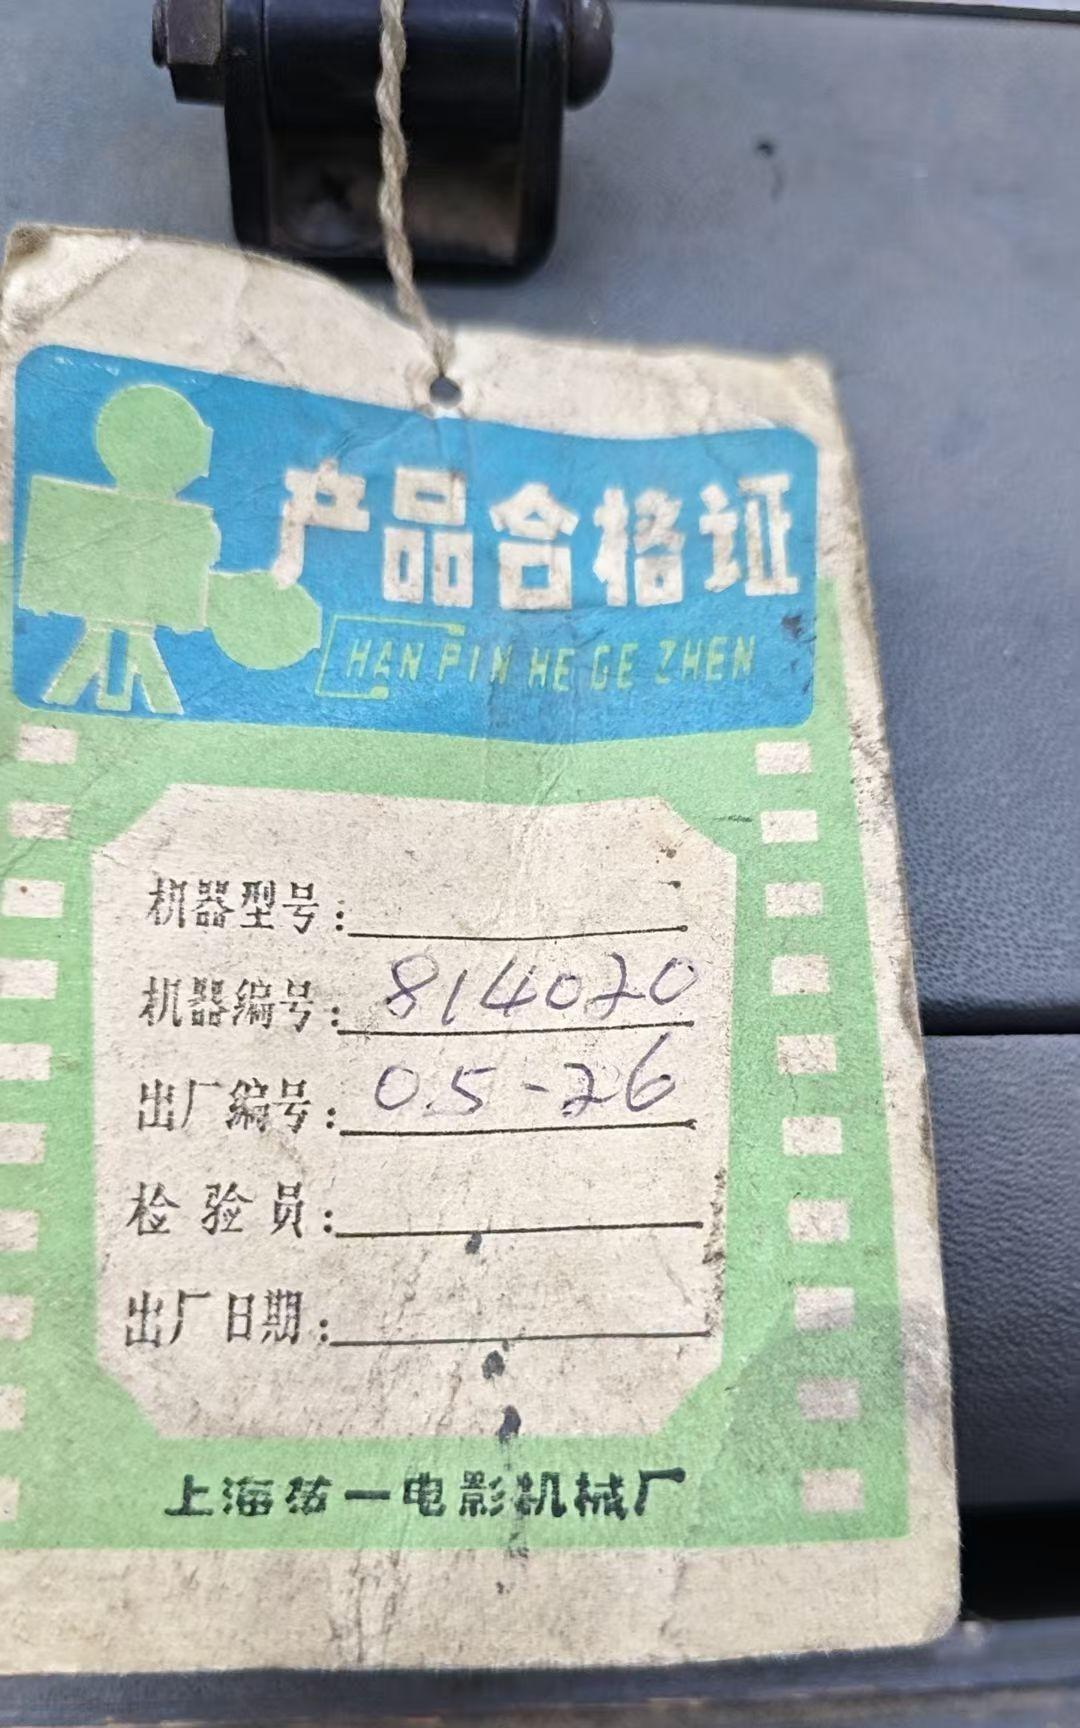 产品合格证
HAN PIN HE GE ZHEN
机器型号：
机器编号：814020
出厂编号：05-26
检验员：
出厂日期：
上海第一电影机械厂